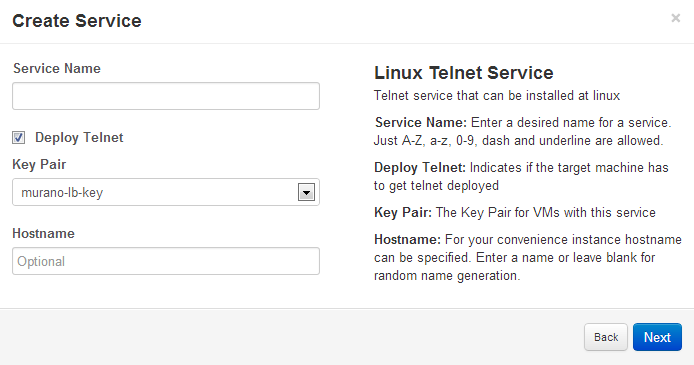 Create Service
×
Service Name
Deploy Telnet
Key Pair
murano-lb-key
Hostname
Optional
Linux Telnet Service
Telnet service that can be installed at linux
Service Name: Enter a desired name for a service.
Just A-Z, a-z, 0-9, dash and underline are allowed.
Deploy Telnet: Indicates if the target machine has
to get telnet deployed
Key Pair: The Key Pair for VMs with this service
Hostname: For your convenience instance hostname
can be specified. Enter a name or leave blank for
random name generation.
Back
Next